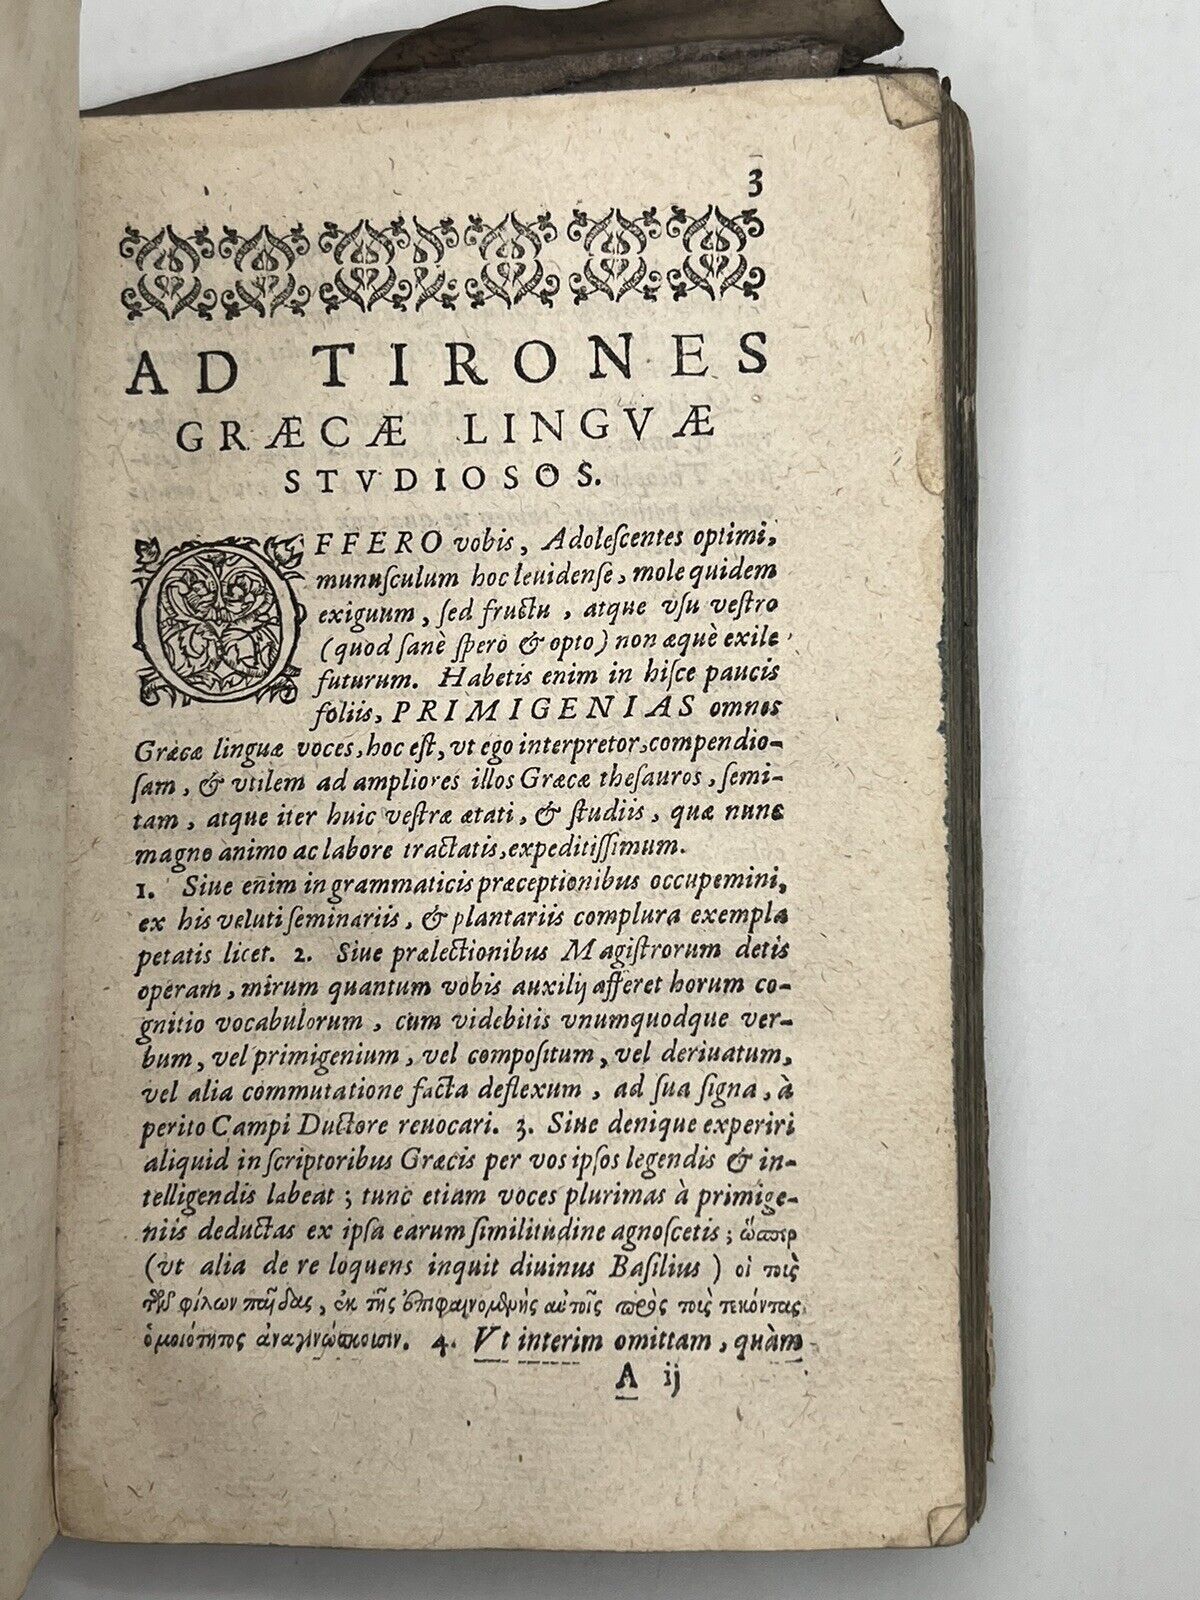 3
AD TIRONES
GRÆCÆ LINGVÆ
STVDIOSOS.
OFFERO vobis, Adoleſcentes optimi,
munuſculum hoc leuidenſe, mole quidem
exiguum, ſed fructu, atque vſu veſtro
(quod ſanè ſpero & opto) non æquè exile
futurum. Habetis enim in hiſce paucis
foliis, PRIMIGENIAS omnes
Græcæ linguæ voces, hoc eſt, vt ego interpretor, compendio-
ſam, & vtilem ad ampliores illos Græcæ theſauros, ſemi-
tam, atque iter huic veſtræ ætati, & ſtudiis, quæ nunc
magno animo ac labore tractatis, expeditiſſimum.
1. Siue enim in grammaticis præceptionibus occupemini,
ex his veluti ſeminariis, & plantariis complura exempla
petatis licet. 2. Siue prælectionibus Magiſtrorum detis
operam, mirum quantum vobis auxilij afferet horum co-
gnitio vocabulorum, cum videbitis vnumquodque ver-
bum, vel primigenium, vel compoſitum, vel deriuatum,
vel alia commutatione facta deflexum, ad ſua ſigna, à
perito Campi Ductore reuocari. 3. Siue denique experiri
aliquid in ſcriptoribus Græcis per vos ipſos legendis & in-
telligendis labeat; tunc etiam voces plurimas à primige-
niis deductas ex ipſa earum ſimilitudine agnoſcetis; ὥσπερ
(vt alia de re loquens inquit diuinus Baſilius) οἱ τοὶς
τῶν φίλων παῖδας, ἐκ τῆς ἐπιφαινομένης αὐτοῖς πρὸς τοὶς τεκόντας
ὁμοιότητος ἀναγινώσκοισιν. 4. Vt interim omittam, quàm
A ij